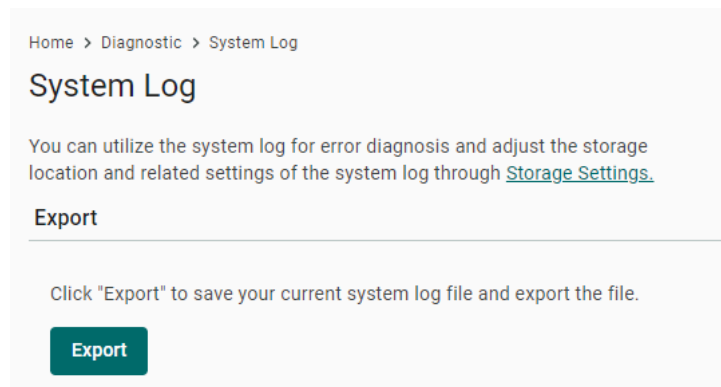 Home > Diagnostic > System Log
System Log
You can utilize the system log for error diagnosis and adjust the storage
location and related settings of the system log through Storage Settings.
Export
Click "Export" to save your current system log file and export the file.
Export